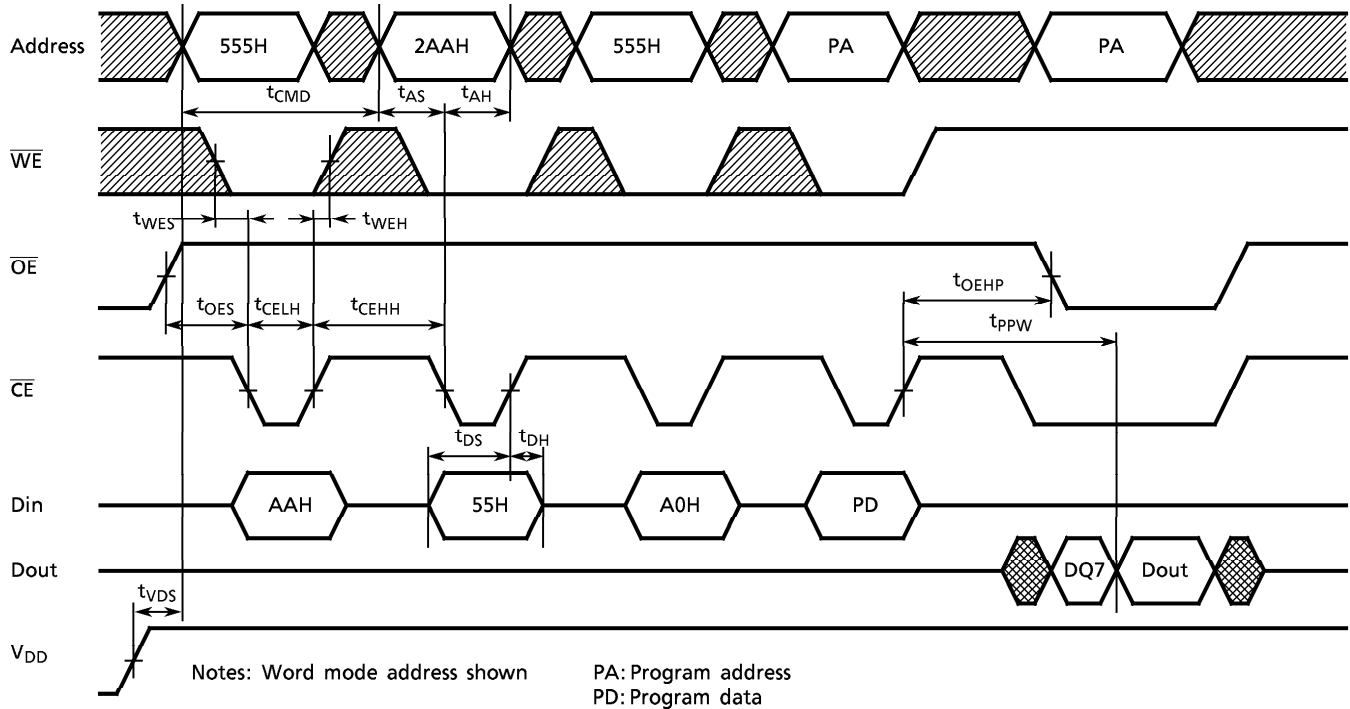 Address 555H 2AAH 555H PA PA
tCMD tAS tAH
WE
tWES tWEH
OE
tOES tCELH tCEHH tOEHP
tPPW
CE
tDS tDH
Din AAH 55H A0H PD
Dout DQ7 Dout
tVDS
VDD
Notes: Word mode address shown PA: Program address
PD: Program data